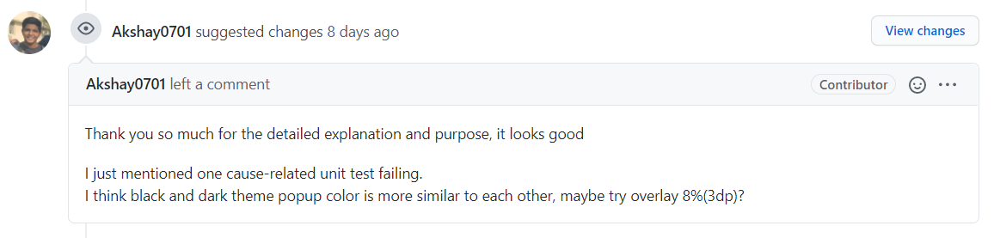 Akshay0701 suggested changes 8 days ago
View changes
Akshay0701 left a comment
Contributor
Thank you so much for the detailed explanation and purpose, it looks good
I just mentioned one cause-related unit test failing.
I think black and dark theme popup color is more similar to each other, maybe try overlay 8%(3dp)?